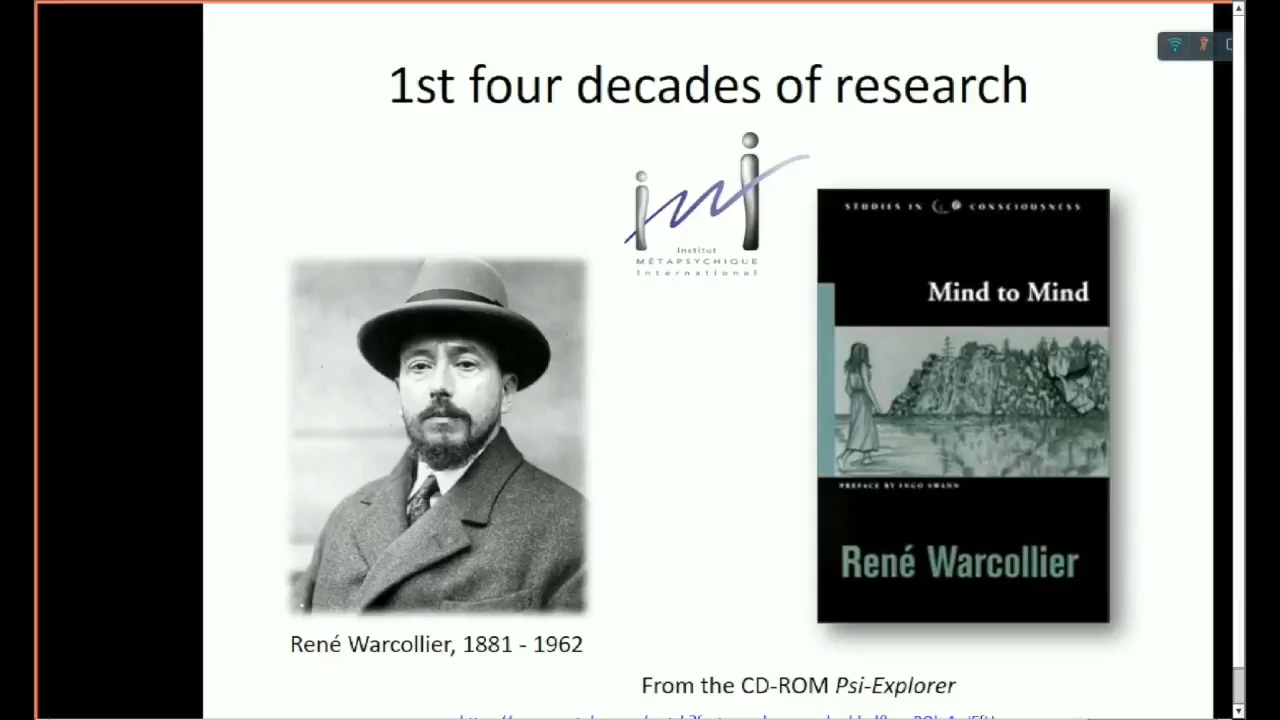 1st four decades of research
imi
Institut
MÉTAPSYCHIQUE
International
STUDIES IN CONSCIOUSNESS
Mind to Mind
PREFACE BY INGO SWANN
René Warcollier
René Warcollier, 1881 - 1962
From the CD-ROM Psi-Explorer